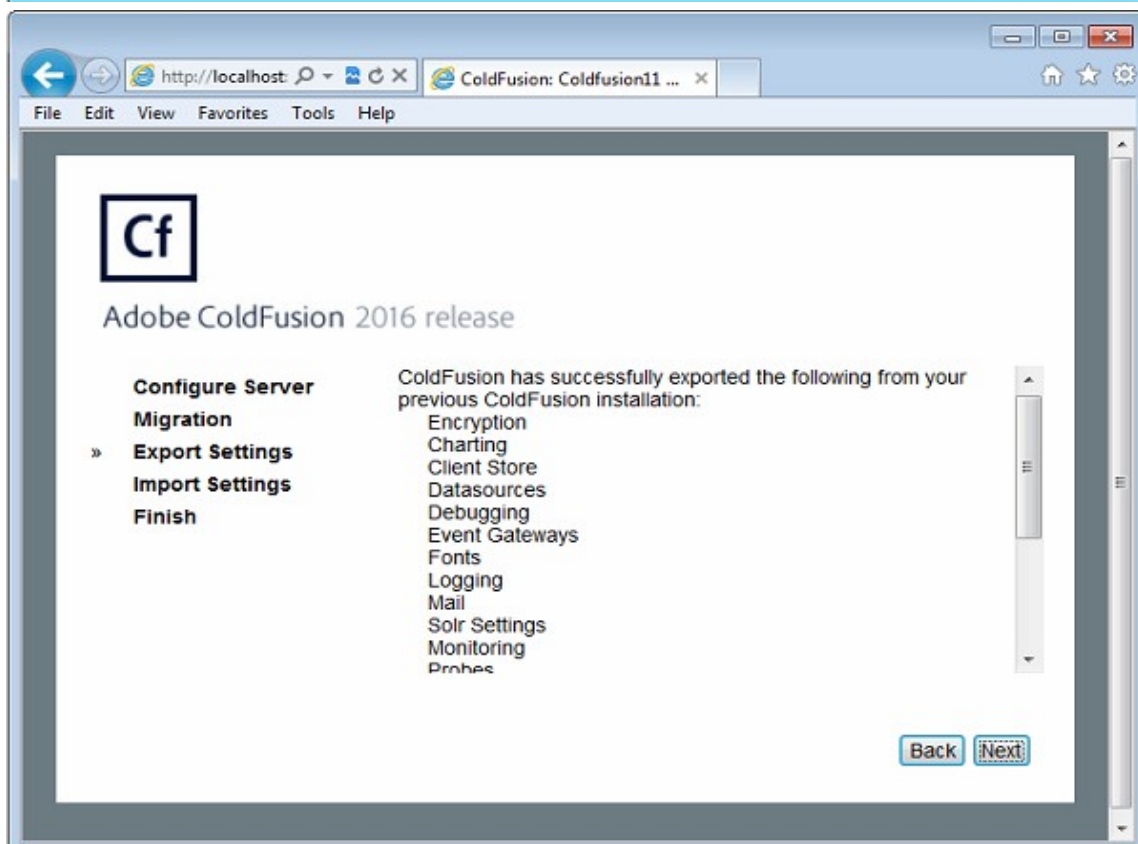 http://localhost:
ColdFusion: Coldfusion11 ...
File Edit View Favorites Tools Help
Cf
Adobe ColdFusion 2016 release
Configure Server
Migration
» Export Settings
Import Settings
Finish
ColdFusion has successfully exported the following from your
previous ColdFusion installation:
Encryption
Charting
Client Store
Datasources
Debugging
Event Gateways
Fonts
Logging
Mail
Solr Settings
Monitoring
Probes
Back Next